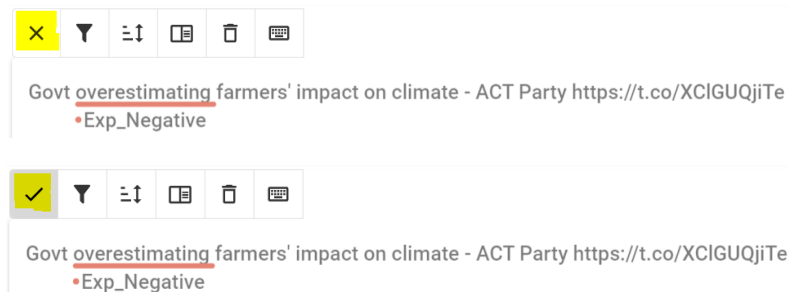 Govt overestimating farmers' impact on climate - ACT Party https://t.co/XClGUQjiTe
•Exp_Negative
Govt overestimating farmers' impact on climate - ACT Party https://t.co/XClGUQjiTe
•Exp_Negative